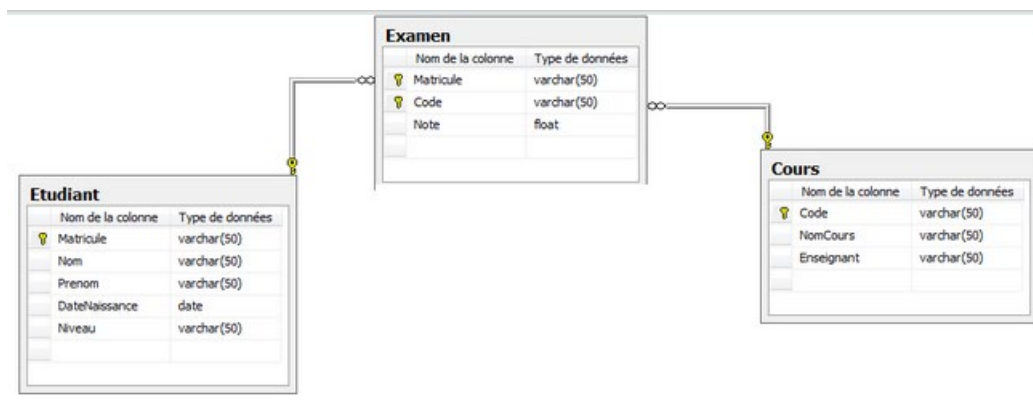 Examen
Nom de la colonne Type de données
Matricule varchar(50)
Code varchar(50)
Note float
Etudiant
Nom de la colonne Type de données
Matricule varchar(50)
Nom varchar(50)
Prenom varchar(50)
DateNaissance date
Niveau varchar(50)
Cours
Nom de la colonne Type de données
Code varchar(50)
NomCours varchar(50)
Enseignant varchar(50)